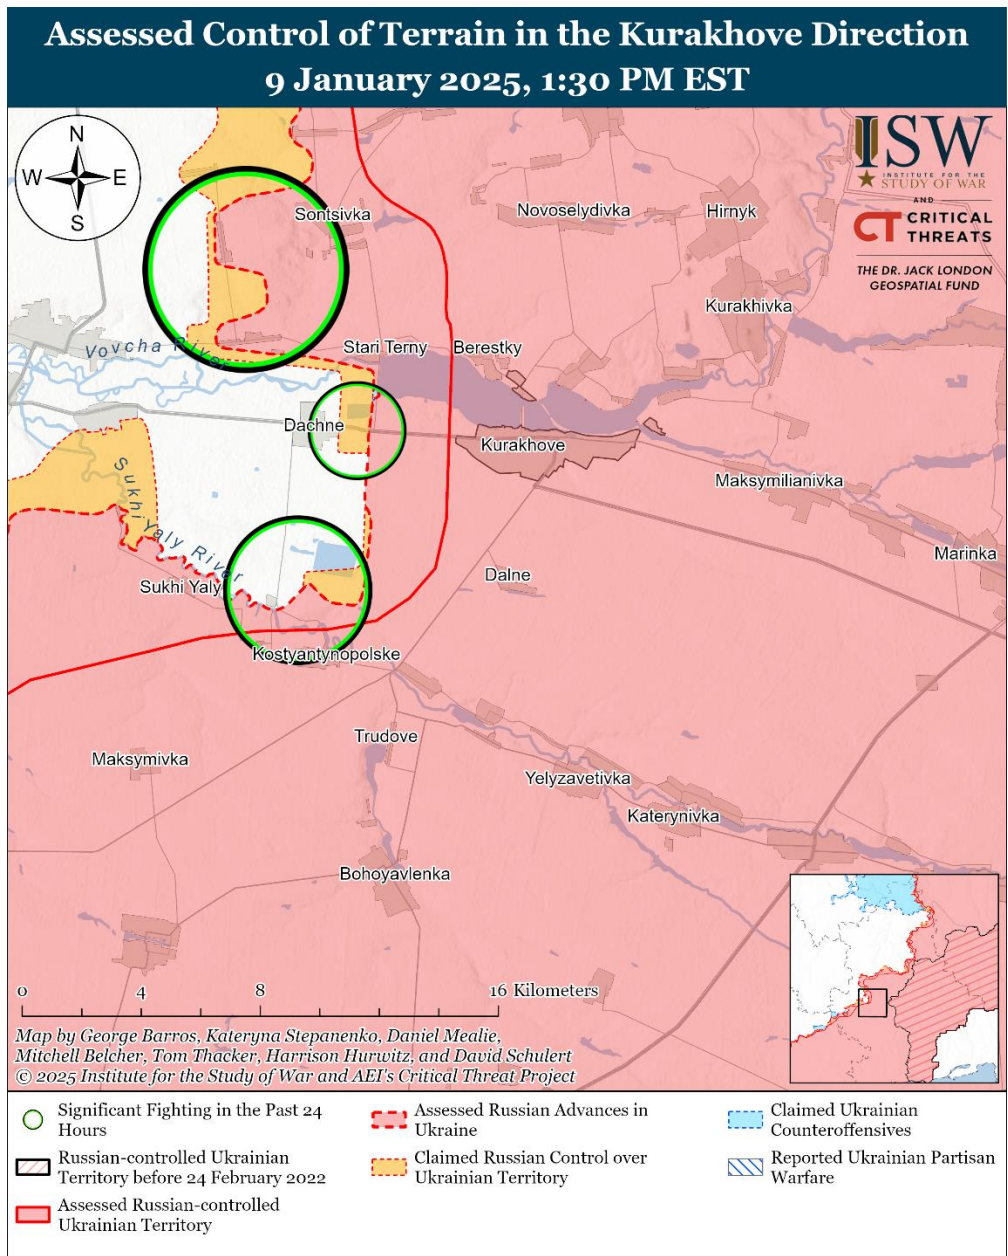 Assessed Control of Terrain in the Kurakhove Direction
9 January 2025, 1:30 PM EST
N
W
E
S
ISW
INSTITUTE FOR THE
STUDY OF WAR
AND
CT CRITICAL
THREATS
THE DR. JACK LONDON
GEOSPATIAL FUND
Sontsivka
Novoselydivka
Hirnyk
Kurakhivka
Vovcha River
Stari Terny
Berestky
Dachne
Kurakhove
Sukhi Yaly River
Maksymilianivka
Marinka
Sukhi Yaly
Dalne
Kostyantynopolske
Trudove
Maksymivka
Yelyzavetivka
Katerynivka
Bohoyavlenka
0
4
8
16 Kilometers
Map by George Barros, Kateryna Stepanenko, Daniel Mealie,
Mitchell Belcher, Tom Thacker, Harrison Hurwitz, and David Schulert
© 2025 Institute for the Study of War and AEI's Critical Threat Project
Significant Fighting in the Past 24
Hours
Russian-controlled Ukrainian
Territory before 24 February 2022
Assessed Russian-controlled
Ukrainian Territory
Assessed Russian Advances in
Ukraine
Claimed Russian Control over
Ukrainian Territory
Claimed Ukrainian
Counteroffensives
Reported Ukrainian Partisan
Warfare